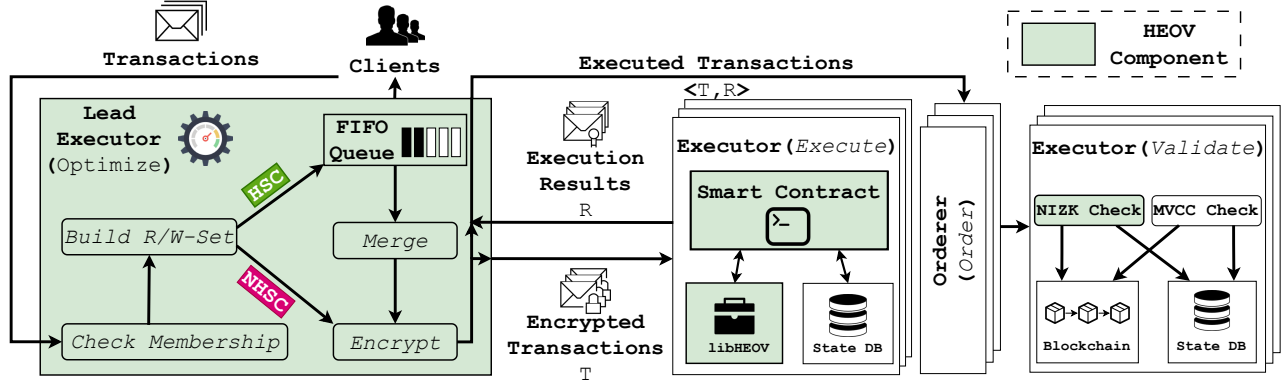 Transactions
Clients
Lead
Executor
(Optimize)
FIFO
Queue
HSC
Build R/W-Set
Merge
NHSC
Check Membership
Encrypt
Executed Transactions
<T,R>
Execution
Results
R
Encrypted
Transactions
T
Executor(Execute)
Smart Contract
libHEOV
State DB
Orderer
(Order)
HEOV
Component
Executor(Validate)
NIZK Check
MVCC Check
Blockchain
State DB